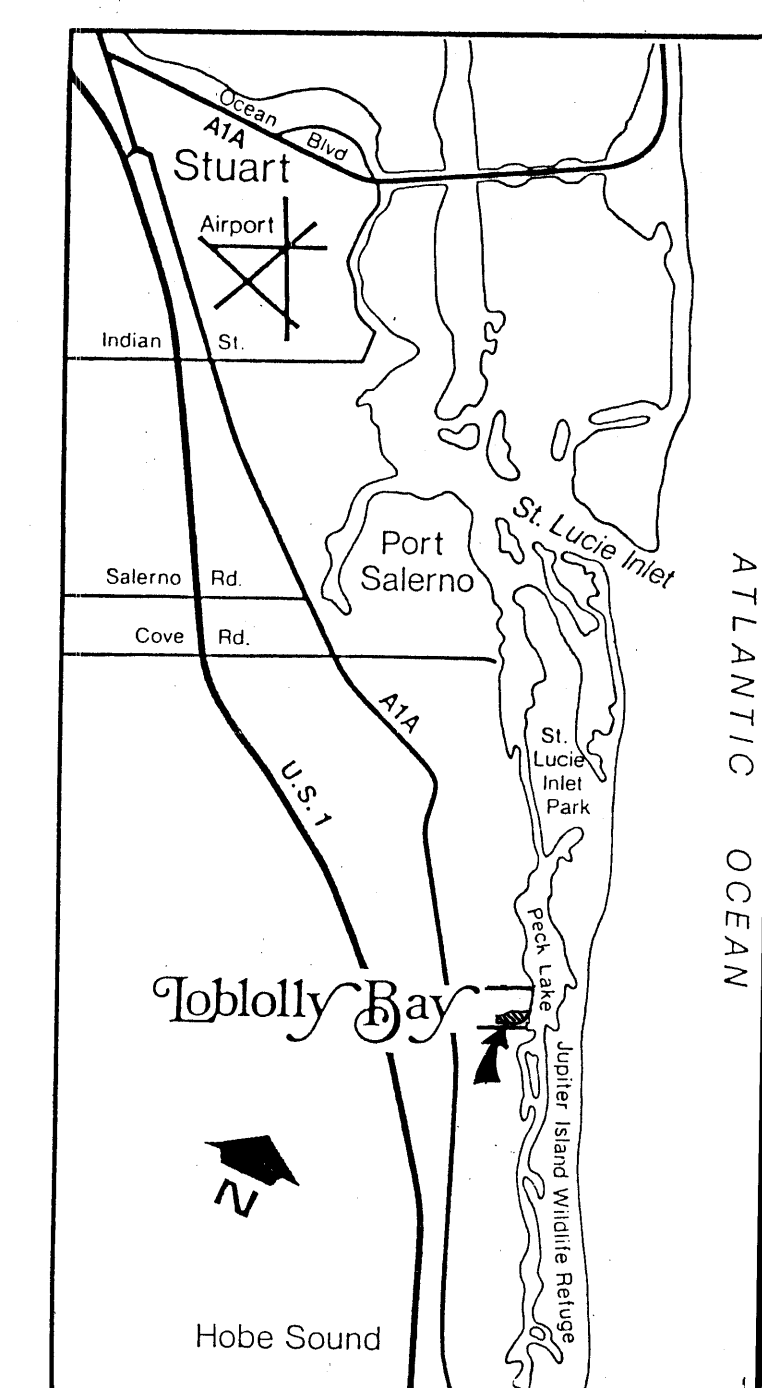 Ocean
Blvd
A1A
Stuart
Airport
Indian St.
St. Lucie Inlet
Port
Salerno
Salerno Rd.
Cove Rd.
ATLANTIC OCEAN
A1A
St.
Lucie
Inlet
Park
U.S. 1
Peck Lake
Loblolly Bay
Jupiter Island Wildlife Refuge
N
Hobe Sound